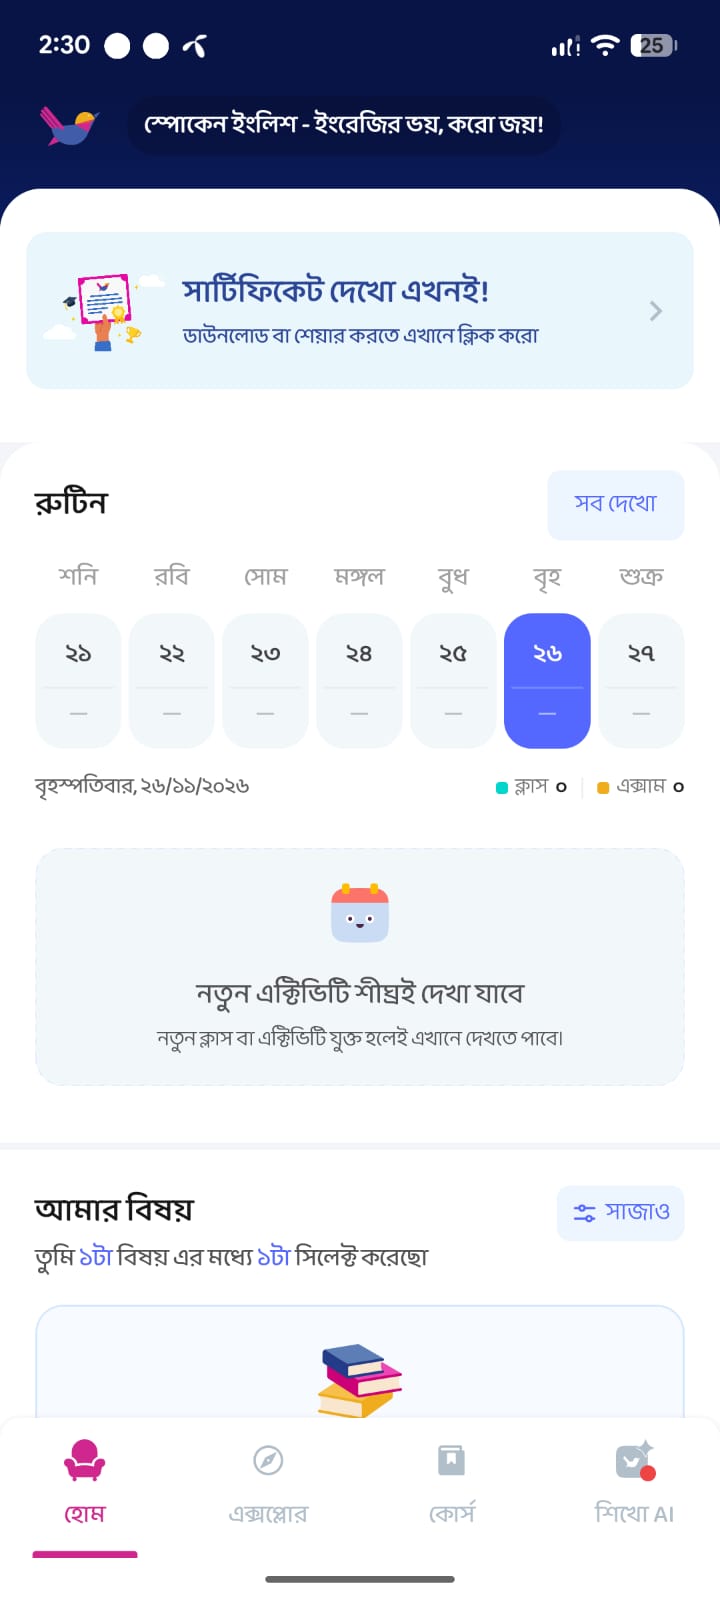 2:30
25
স্পোকেন ইংলিশ - ইংরেজির ভয়, করো জয়!
সার্টিফিকেট দেখো এখনই!
ডাউনলোড বা শেয়ার করতে এখানে ক্লিক করো
রুটিন
সব দেখো
শনি রবি সোম মঙ্গল বুধ বৃহ শুক্র
২১ ২২ ২৩ ২৪ ২৫ ২৬ ২৭
— — — — — — —
বৃহস্পতিবার, ২৬/১১/২০২৬
ক্লাস ০ এক্সাম ০
নতুন এক্টিভিটি শীঘ্রই দেখা যাবে
নতুন ক্লাস বা এক্টিভিটি যুক্ত হলেই এখানে দেখতে পাবে।
আমার বিষয়
সাজাও
তুমি ১টা বিষয় এর মধ্যে ১টা সিলেক্ট করেছো
হোম এক্সপ্লোর কোর্স শিখো AI